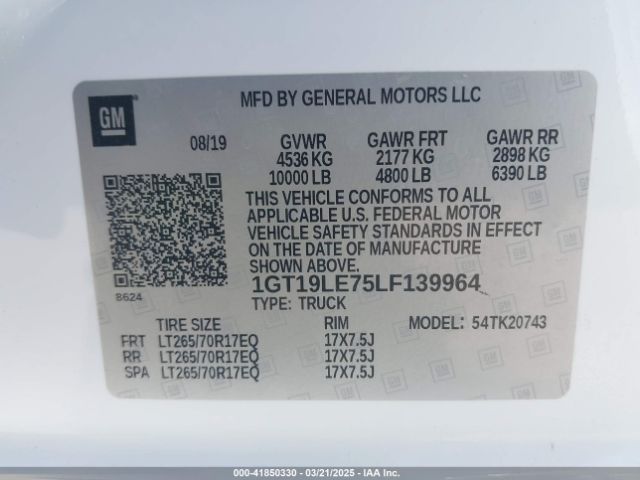 GM
MFD BY GENERAL MOTORS LLC
08/19 GVWR GAWR FRT GAWR RR
4536 KG 2177 KG 2898 KG
10000 LB 4800 LB 6390 LB
THIS VEHICLE CONFORMS TO ALL
APPLICABLE U.S. FEDERAL MOTOR
VEHICLE SAFETY STANDARDS IN EFFECT
ON THE DATE OF MANUFACTURE
SHOWN ABOVE.
8624
1GT19LE75LF139964
TYPE: TRUCK
TIRE SIZE RIM MODEL: 54TK20743
FRT LT265/70R17EQ 17X7.5J
RR LT265/70R17EQ 17X7.5J
SPA LT265/70R17EQ 17X7.5J
000-41850330 - 03/21/2025 - IAAI.COM